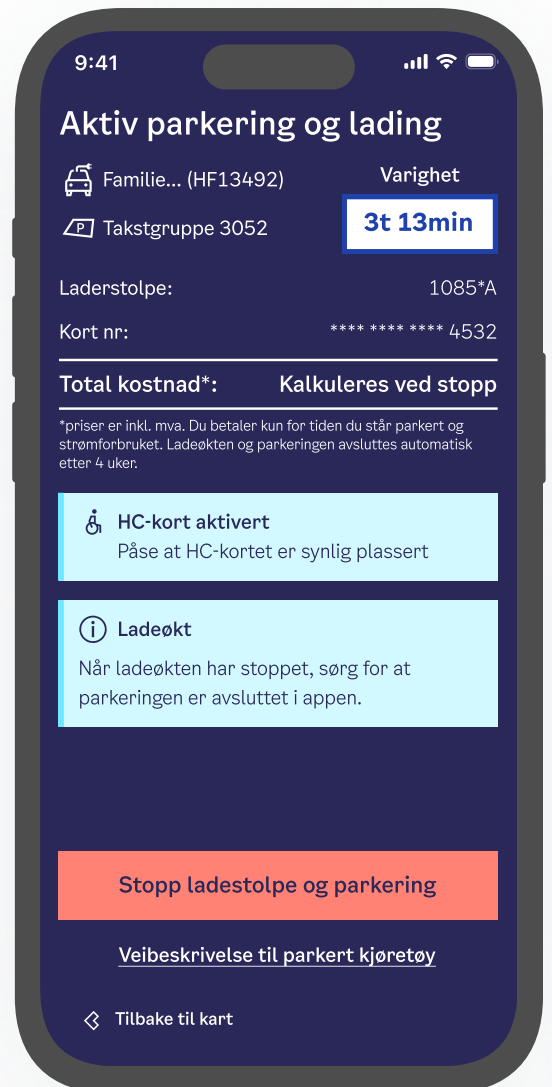 9:41
Aktiv parkering og lading
Familie... (HF13492)
Varighet
P
Takstgruppe 3052
3t 13min
Laderstolpe:
1085*A
Kort nr:
**** **** **** 4532
Total kostnad*:
Kalkuleres ved stopp
*priser er inkl. mva. Du betaler kun for tiden du står parkert og
strømforbruket. Ladeøkten og parkeringen avsluttes automatisk
etter 4 uker.
HC-kort aktivert
Påse at HC-kortet er synlig plassert
Ladeøkt
Når ladeøkten har stoppet, sørg for at
parkeringen er avsluttet i appen.
Stopp ladestolpe og parkering
Veibeskrivelse til parkert kjøretøy
Tilbake til kart